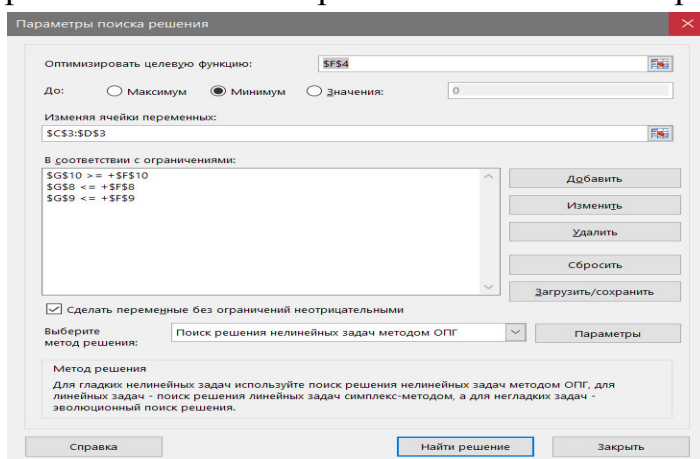 Параметры поиска решения
Оптимизировать целевую функцию: $F$4
До: Максимум Минимум Значения: 0
Изменяя ячейки переменных:
$C$3:$D$3
В соответствии с ограничениями:
$G$10 >= +$F$10
$G$8 <= +$F$8
$G$9 <= +$F$9
Добавить
Изменить
Удалить
Сбросить
Загрузить/сохранить
Сделать переменные без ограничений неотрицательными
Выберите метод решения: Поиск решения нелинейных задач методом ОПГ Параметры
Метод решения
Для гладких нелинейных задач используйте поиск решения нелинейных задач методом ОПГ, для
линейных задач - поиск решения линейных задач симплекс-методом, а для негладких задач -
эволюционный поиск решения.
Справка Найти решение Закрыть